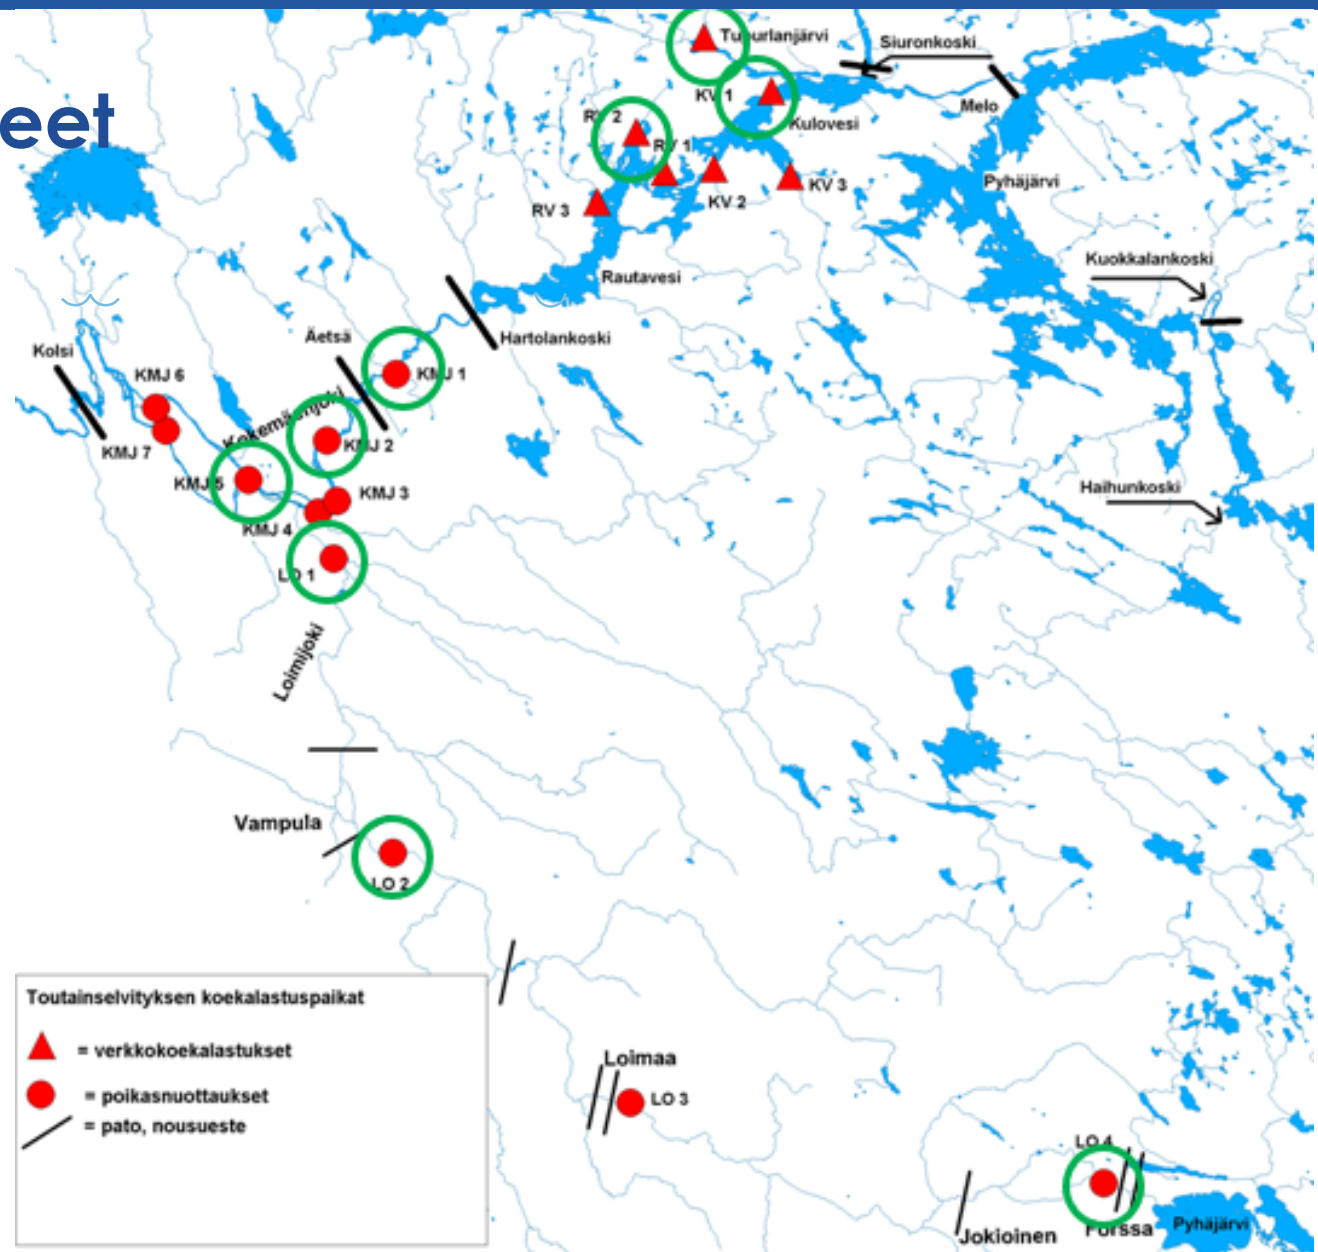 eet
Tupurlanjärvi
Siuronkoski
KV 1
Melo
Kulovesi
RV 2
RV 1
Pyhäjärvi
KV 3
KV 2
RV 3
Kuokkalankoski
Rautavesi
Äetsä
Hartolankoski
Kolsi
KMJ 6
KMJ 1
Kokemäenjoki
KMJ 2
KMJ 7
KMJ 5
KMJ 3
Haihunkoski
KMJ 4
LO 1
Loimijoki
Vampula
LO 2
Toutainselvityksen koekalastuspaikat
= verkkokoekalastukset
= poikasnuottaukset
= pato, nousueste
Loimaa
LO 3
LO 4
Jokioinen
Forssa
Pyhäjärvi